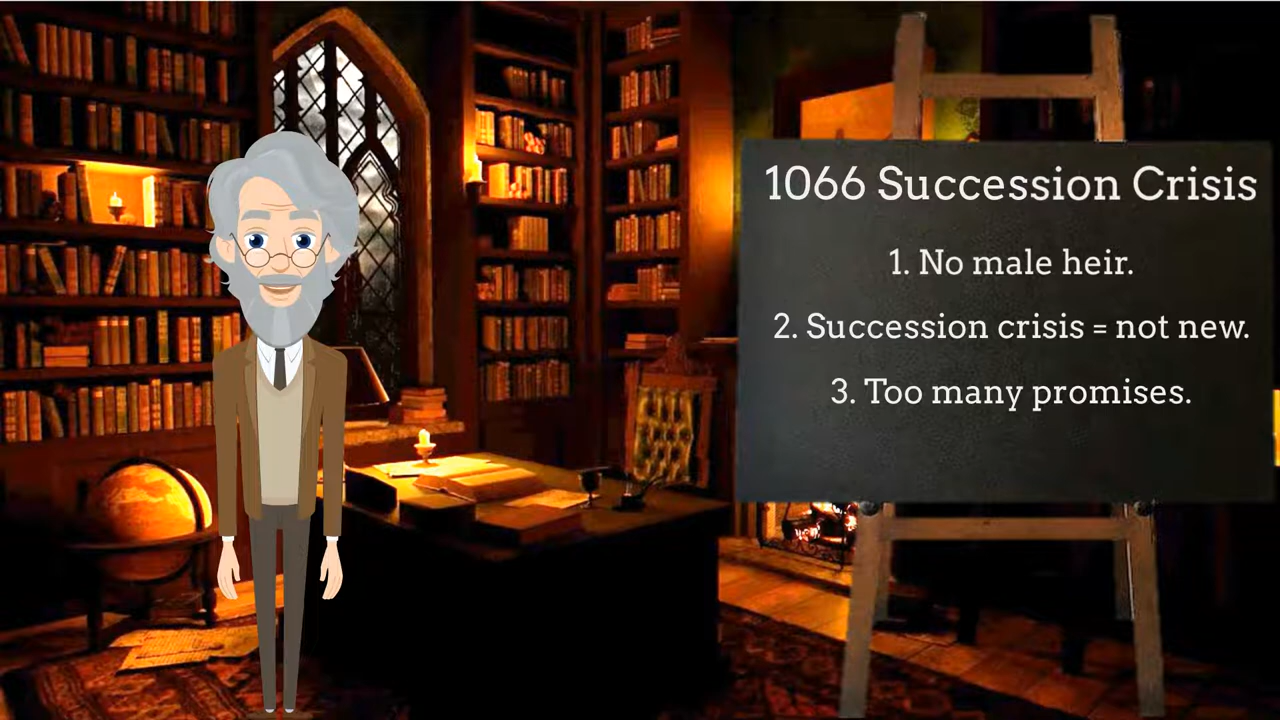 1066 Succession Crisis
1. No male heir.
2. Succession crisis = not new.
3. Too many promises.